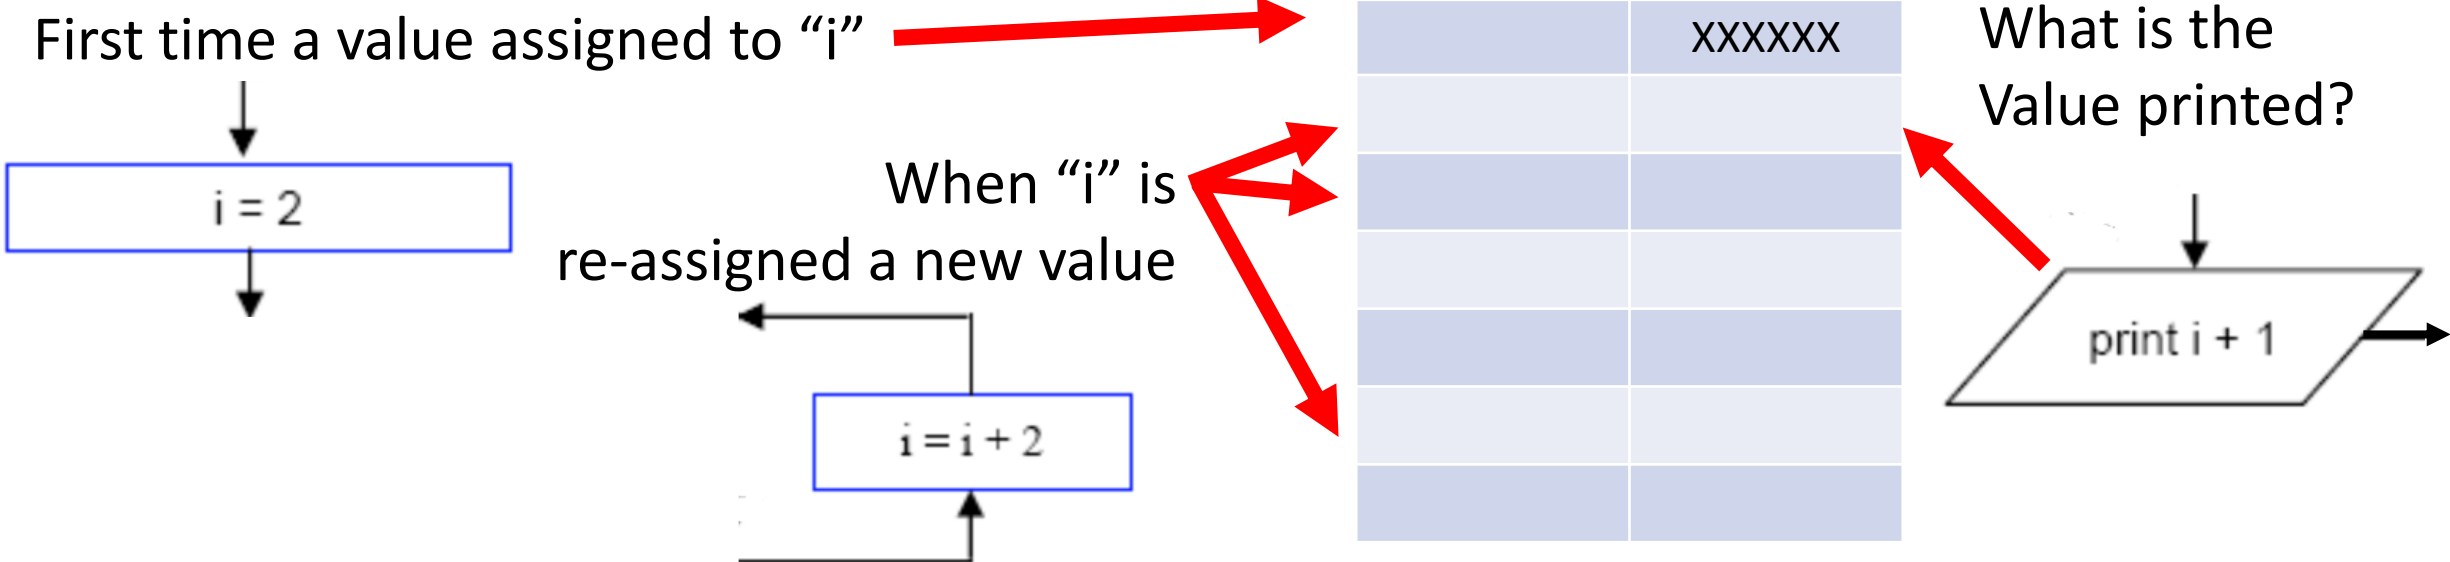 First time a value assigned to “i”
XXXXXX
What is the
Value printed?
i = 2
When “i” is
re-assigned a new value
i = i + 2
print i + 1